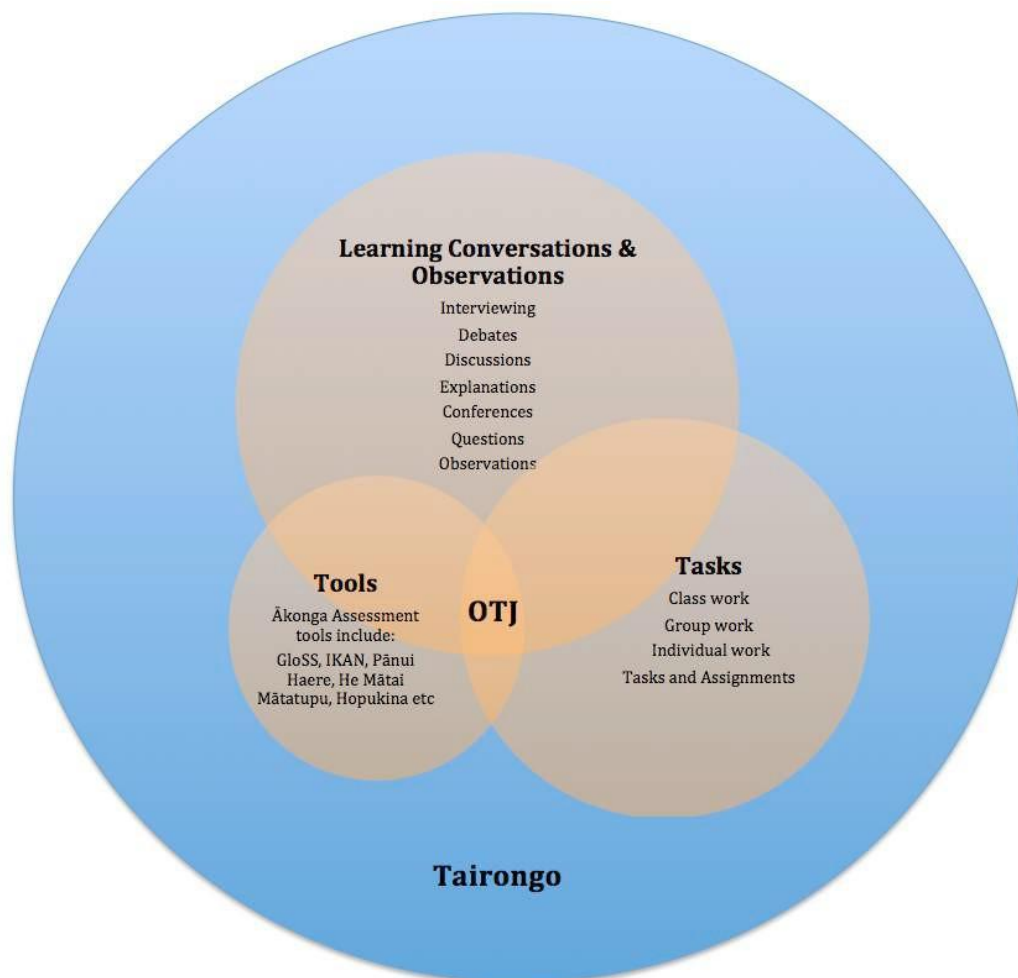 Learning Conversations &
Observations
Interviewing
Debates
Discussions
Explanations
Conferences
Questions
Observations
Tools
Ākonga Assessment
tools include:
GloSS, IKAN, Pānui
Haere, He Mātai
Mātatupu, Hopukina etc
OTJ
Tasks
Class work
Group work
Individual work
Tasks and Assignments
Tairongo